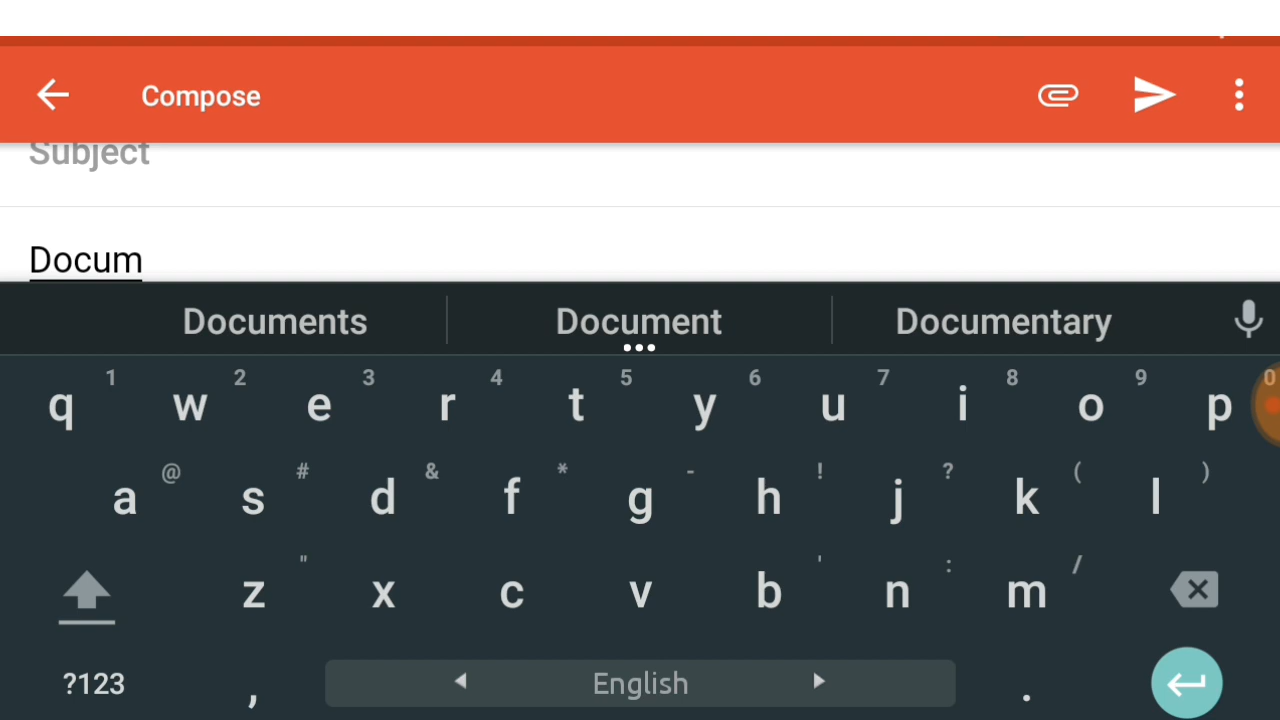 Compose
Subject
Docum
Documents Document Documentary
1 2 3 4 5 6 7 8 9 0
q w e r t y u i o p
@ # & * - ! ? ( )
a s d f g h j k l
" ' : /
z x c v b n m
?123 , English .